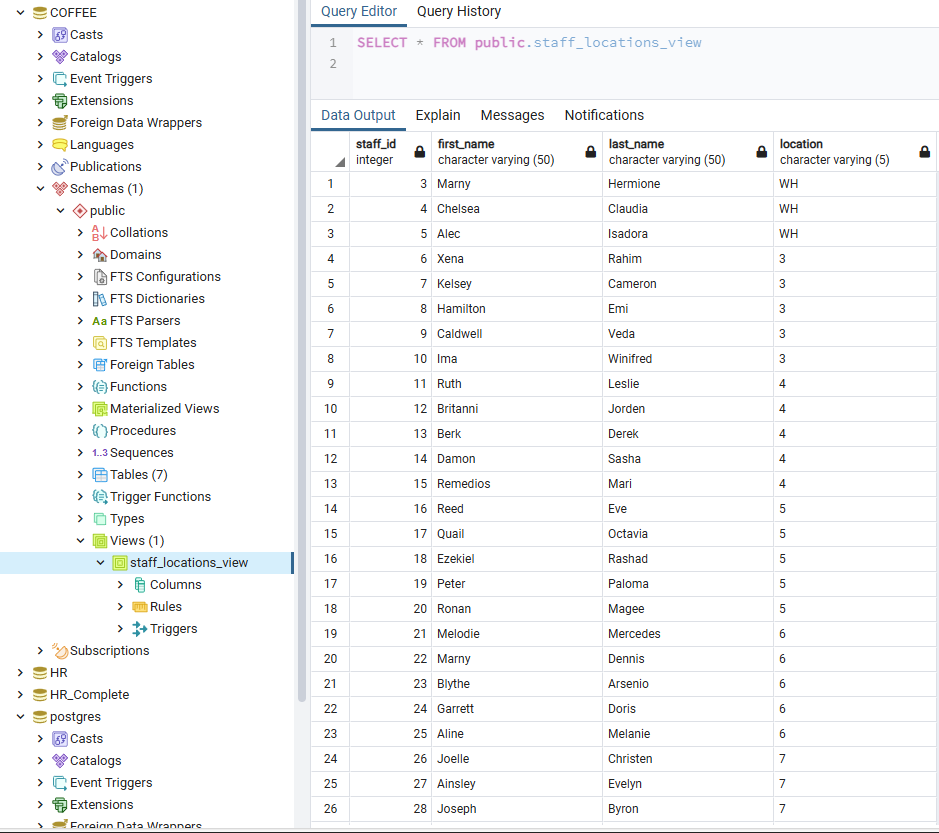 COFFEE
Casts
Catalogs
Event Triggers
Extensions
Foreign Data Wrappers
Languages
Publications
Schemas (1)
public
Collations
Domains
FTS Configurations
FTS Dictionaries
Aa FTS Parsers
FTS Templates
Foreign Tables
Functions
Materialized Views
Procedures
1..3 Sequences
Tables (7)
Trigger Functions
Types
Views (1)
staff_locations_view
Columns
Rules
Triggers
Subscriptions
HR
HR_Complete
postgres
Casts
Catalogs
Event Triggers
Extensions
Foreign Data Wrappers
Query Editor Query History
1 SELECT * FROM public.staff_locations_view
2
Data Output Explain Messages Notifications
staff_id first_name last_name location
integer character varying (50) character varying (50) character varying (5)
1 3 Marny Hermione WH
2 4 Chelsea Claudia WH
3 5 Alec Isadora WH
4 6 Xena Rahim 3
5 7 Kelsey Cameron 3
6 8 Hamilton Emi 3
7 9 Caldwell Veda 3
8 10 Ima Winifred 3
9 11 Ruth Leslie 4
10 12 Britanni Jorden 4
11 13 Berk Derek 4
12 14 Damon Sasha 4
13 15 Remedios Mari 4
14 16 Reed Eve 5
15 17 Quail Octavia 5
16 18 Ezekiel Rashad 5
17 19 Peter Paloma 5
18 20 Ronan Magee 5
19 21 Melodie Mercedes 6
20 22 Marny Dennis 6
21 23 Blythe Arsenio 6
22 24 Garrett Doris 6
23 25 Aline Melanie 6
24 26 Joelle Christen 7
25 27 Ainsley Evelyn 7
26 28 Joseph Byron 7